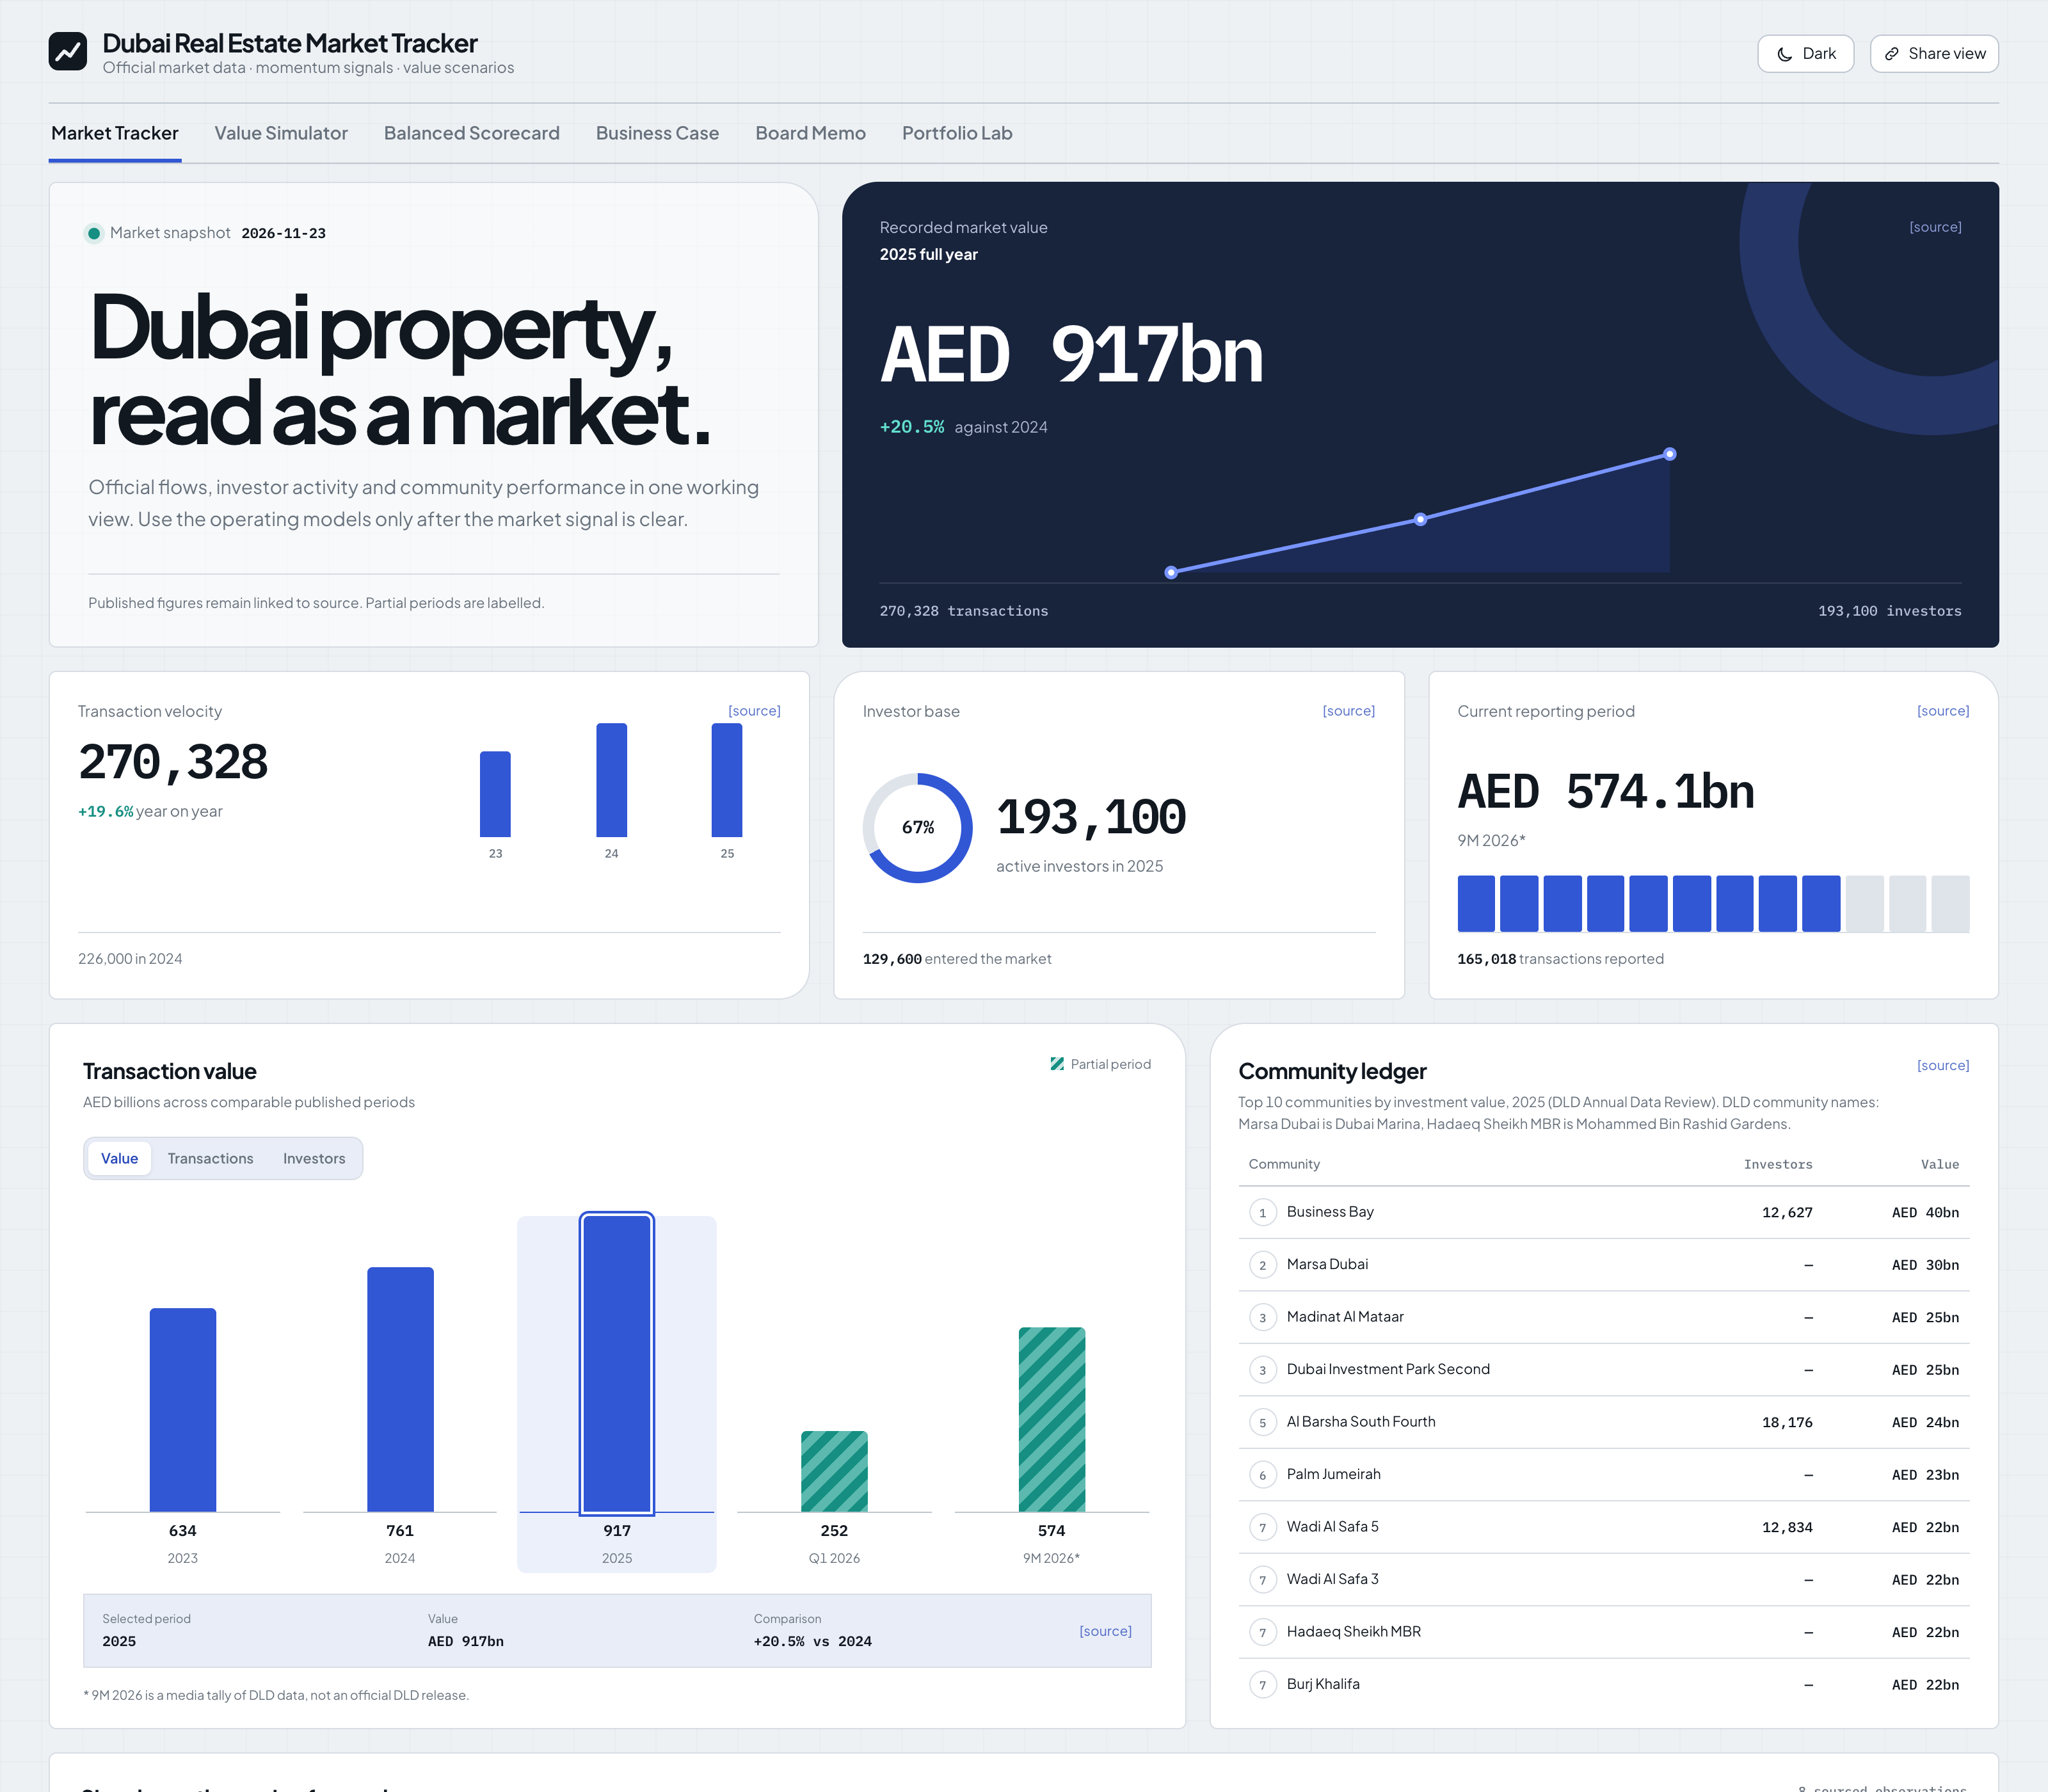 Dubai Real Estate Market Tracker
Official market data · momentum signals · value scenarios
Dark
Share view
Market Tracker
Value Simulator
Balanced Scorecard
Business Case
Board Memo
Portfolio Lab
Market snapshot 2026-11-23
Dubai property,
read as a market.
Official flows, investor activity and community performance in one working
view. Use the operating models only after the market signal is clear.
Published figures remain linked to source. Partial periods are labelled.
Recorded market value
[source]
2025 full year
AED 917bn
+20.5% against 2024
270,328 transactions
193,100 investors
Transaction velocity
[source]
270,328
+19.6% year on year
23
24
25
226,000 in 2024
Investor base
[source]
67%
193,100
active investors in 2025
129,600 entered the market
Current reporting period
[source]
AED 574.1bn
9M 2026*
165,018 transactions reported
Transaction value
Partial period
AED billions across comparable published periods
Value
Transactions
Investors
634
761
917
252
574
2023
2024
2025
Q1 2026
9M 2026*
Selected period
Value
Comparison
2025
AED 917bn
+20.5% vs 2024
[source]
* 9M 2026 is a media tally of DLD data, not an official DLD release.
Community ledger
[source]
Top 10 communities by investment value, 2025 (DLD Annual Data Review). DLD community names:
Marsa Dubai is Dubai Marina, Hadaeq Sheikh MBR is Mohammed Bin Rashid Gardens.
Community Investors Value
1 Business Bay 12,627 AED 40bn
2 Marsa Dubai – AED 30bn
3 Madinat Al Mataar – AED 25bn
3 Dubai Investment Park Second – AED 25bn
5 Al Barsha South Fourth 18,176 AED 24bn
6 Palm Jumeirah – AED 23bn
7 Wadi Al Safa 5 12,834 AED 22bn
7 Wadi Al Safa 3 – AED 22bn
7 Hadaeq Sheikh MBR – AED 22bn
7 Burj Khalifa – AED 22bn
8 sourced observations